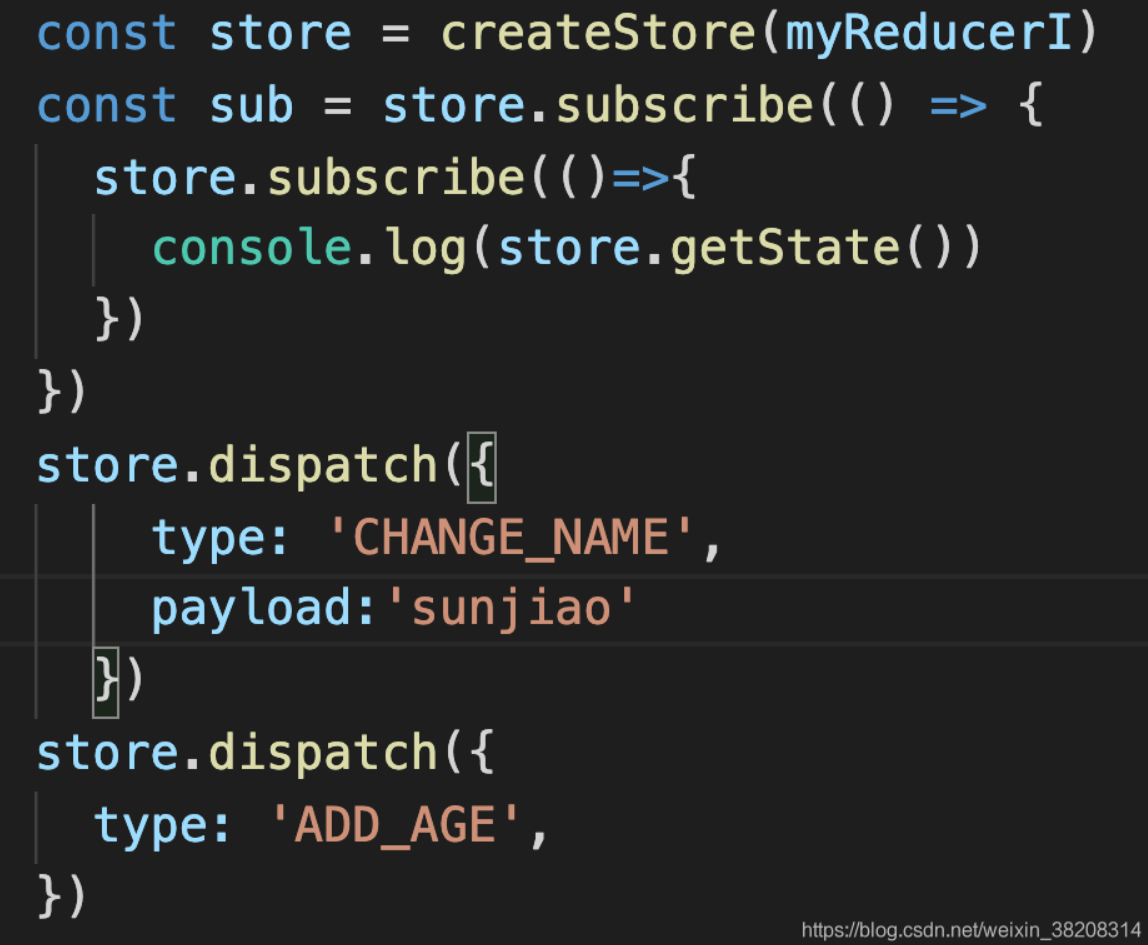 const store = createStore(myReducerI)
const sub = store.subscribe(() => {
  store.subscribe(()=>{
    console.log(store.getState())
  })
})
store.dispatch({
    type: 'CHANGE_NAME',
    payload:'sunjiao'
  })
store.dispatch({
  type: 'ADD_AGE',
})
https://blog.csdn.net/weixin_38208314